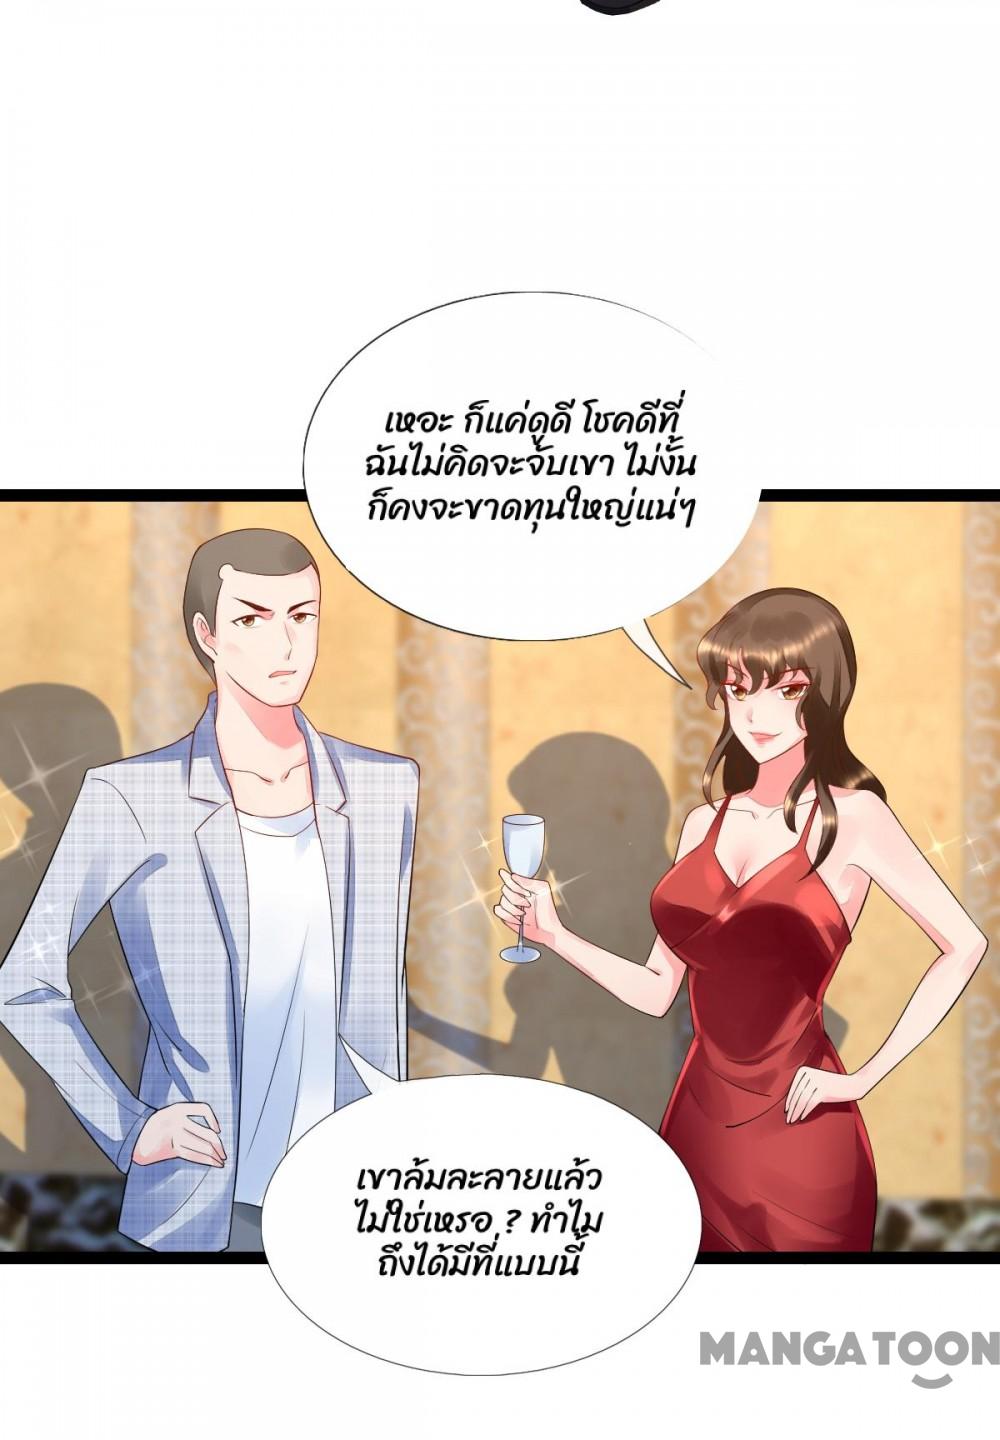 เหอะ ก็แค่ดูดี โชคดีที่
ฉันไม่คิดจะจับเขา ไม่งั้น
ก็คงจะขาดทุนใหญ่แน่ๆ
เขาล้มละลายแล้ว
ไม่ใช่เหรอ ? ทำไม
ถึงได้มีที่แบบนี้
MANGATOON